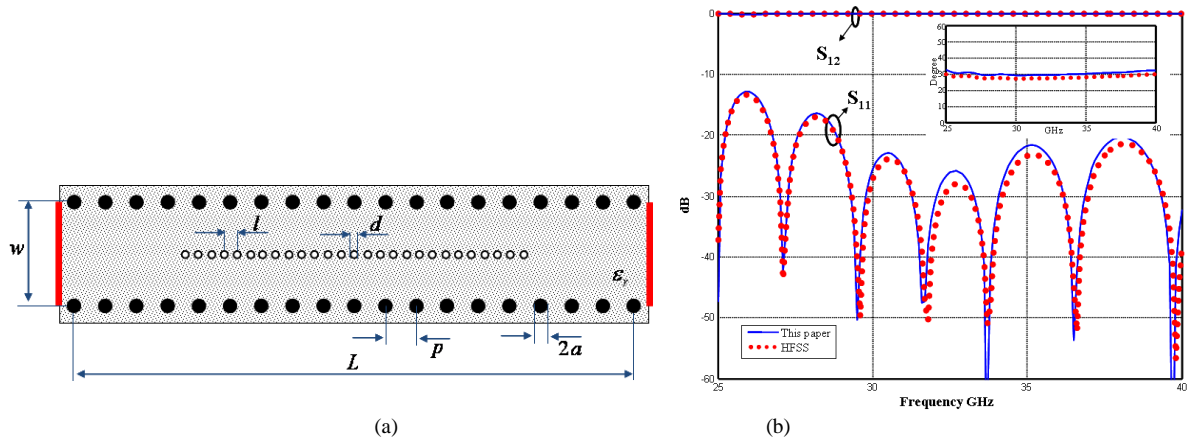 w
l
d
εr
L
p
2a
(a)
0
-10
-20
-30
-40
-50
-60
dB
S12
S11
60
50
40
30
20
10
0
Degree
25
30
35
40
GHz
This paper
HFSS
25
30
35
40
Frequency GHz
(b)